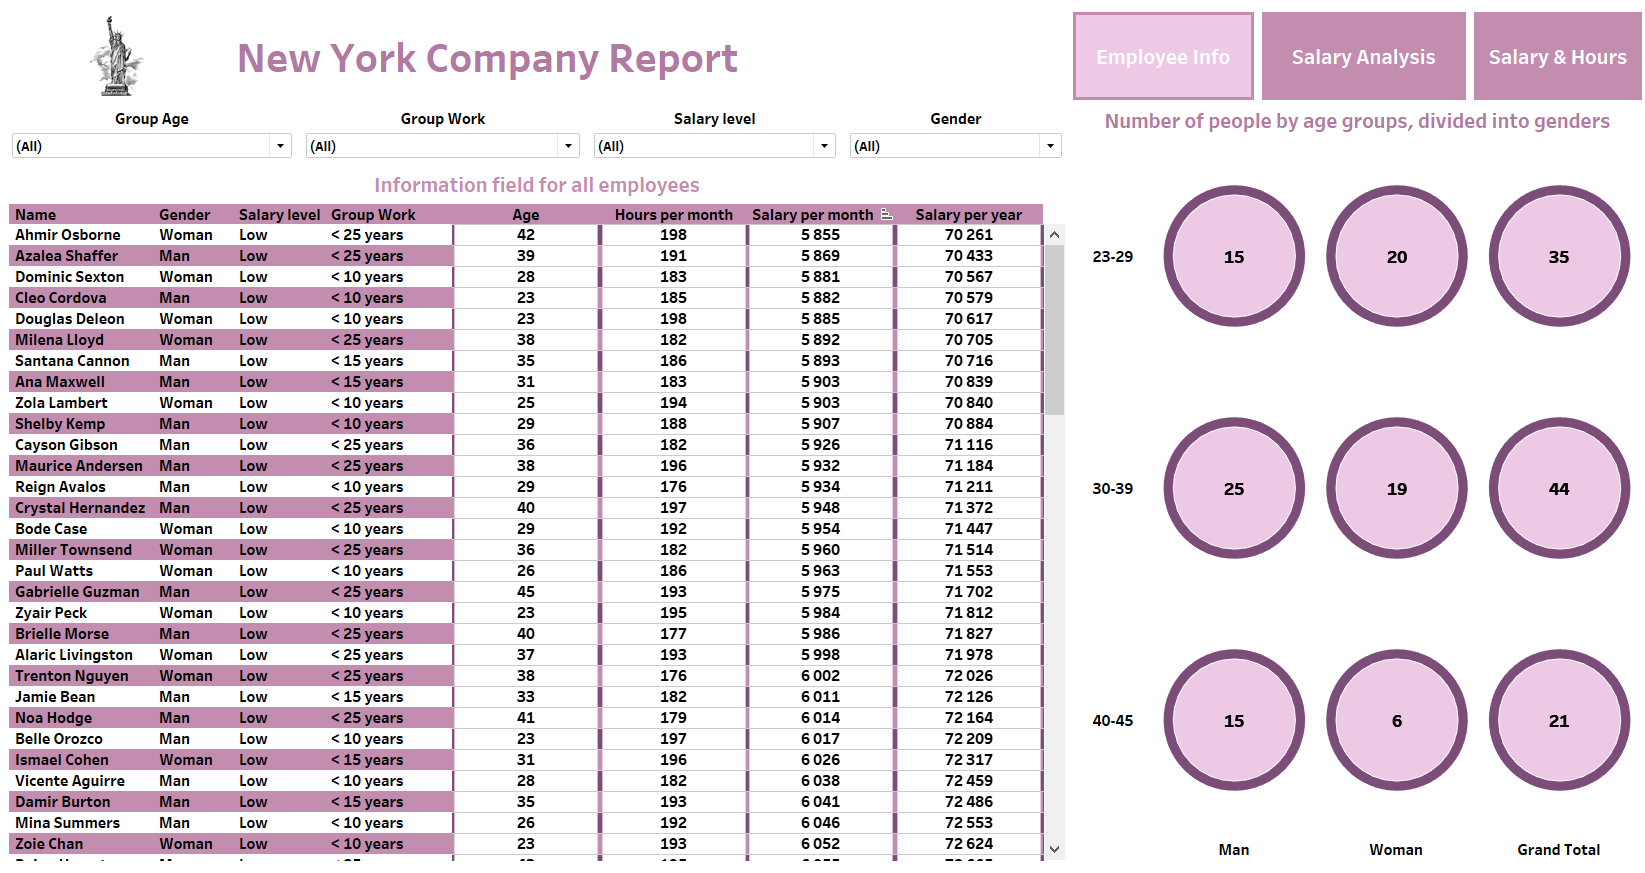 New York Company Report
Employee Info
Salary Analysis
Salary & Hours
Group Age
Group Work
Salary level
Gender
(All)
(All)
(All)
(All)
Information field for all employees
Name Gender Salary level Group Work Age Hours per month Salary per month Salary per year
Ahmir Osborne Woman Low < 25 years 42 198 5 855 70 261
Azalea Shaffer Man Low < 25 years 39 191 5 869 70 433
Dominic Sexton Woman Low < 10 years 28 183 5 881 70 567
Cleo Cordova Man Low < 10 years 23 185 5 882 70 579
Douglas Deleon Woman Low < 10 years 23 198 5 885 70 617
Milena Lloyd Woman Low < 25 years 38 182 5 892 70 705
Santana Cannon Man Low < 15 years 35 186 5 893 70 716
Ana Maxwell Man Low < 15 years 31 183 5 903 70 839
Zola Lambert Woman Low < 10 years 25 194 5 903 70 840
Shelby Kemp Man Low < 10 years 29 188 5 907 70 884
Cayson Gibson Man Low < 25 years 36 182 5 926 71 116
Maurice Andersen Man Low < 25 years 38 196 5 932 71 184
Reign Avalos Man Low < 10 years 29 176 5 934 71 211
Crystal Hernandez Man Low < 25 years 40 197 5 948 71 372
Bode Case Woman Low < 10 years 29 192 5 954 71 447
Miller Townsend Woman Low < 25 years 36 182 5 960 71 514
Paul Watts Woman Low < 10 years 26 186 5 963 71 553
Gabrielle Guzman Man Low < 25 years 45 193 5 975 71 702
Zyair Peck Woman Low < 10 years 23 195 5 984 71 812
Brielle Morse Man Low < 25 years 40 177 5 986 71 827
Alaric Livingston Woman Low < 25 years 37 193 5 998 71 978
Trenton Nguyen Woman Low < 25 years 38 176 6 002 72 026
Jamie Bean Man Low < 15 years 33 182 6 011 72 126
Noa Hodge Man Low < 25 years 41 179 6 014 72 164
Belle Orozco Man Low < 10 years 23 197 6 017 72 209
Ismael Cohen Woman Low < 15 years 31 196 6 026 72 317
Vicente Aguirre Man Low < 10 years 28 182 6 038 72 459
Damir Burton Man Low < 15 years 35 193 6 041 72 486
Mina Summers Man Low < 10 years 26 192 6 046 72 553
Zoie Chan Woman Low < 10 years 23 193 6 052 72 624
Number of people by age groups, divided into genders
23-29 15 20 35
30-39 25 19 44
40-45 15 6 21
Man Woman Grand Total